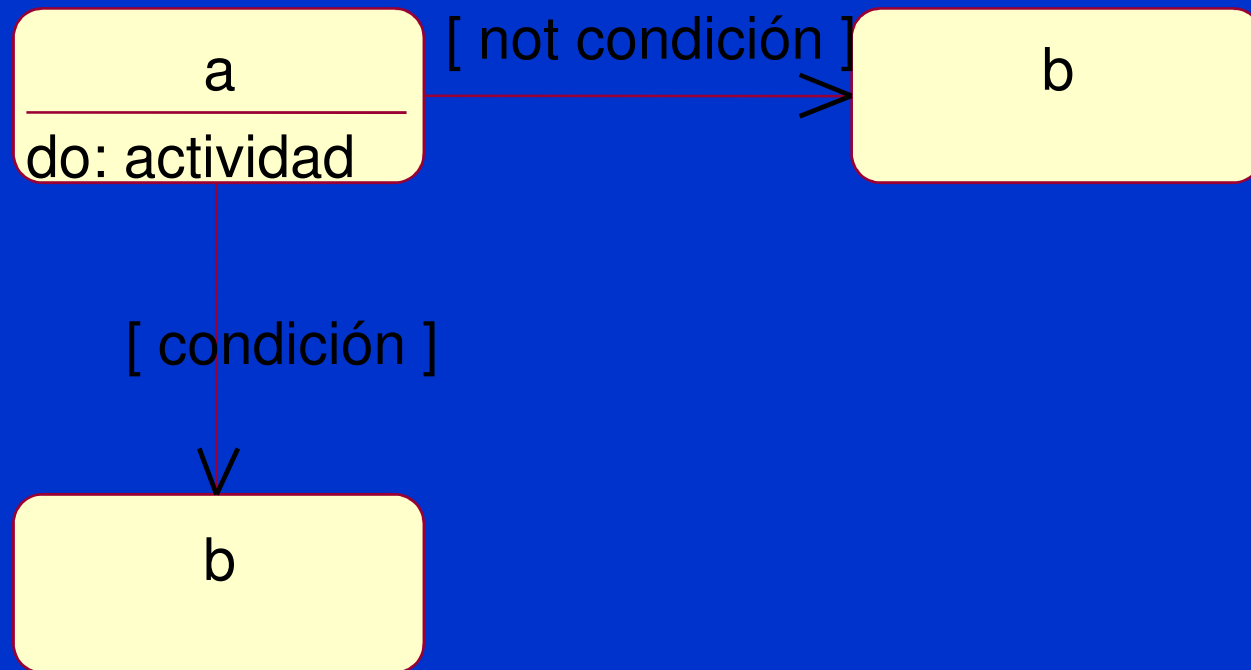 a
do: actividad
[ not condición ]
b
[ condición ]
b